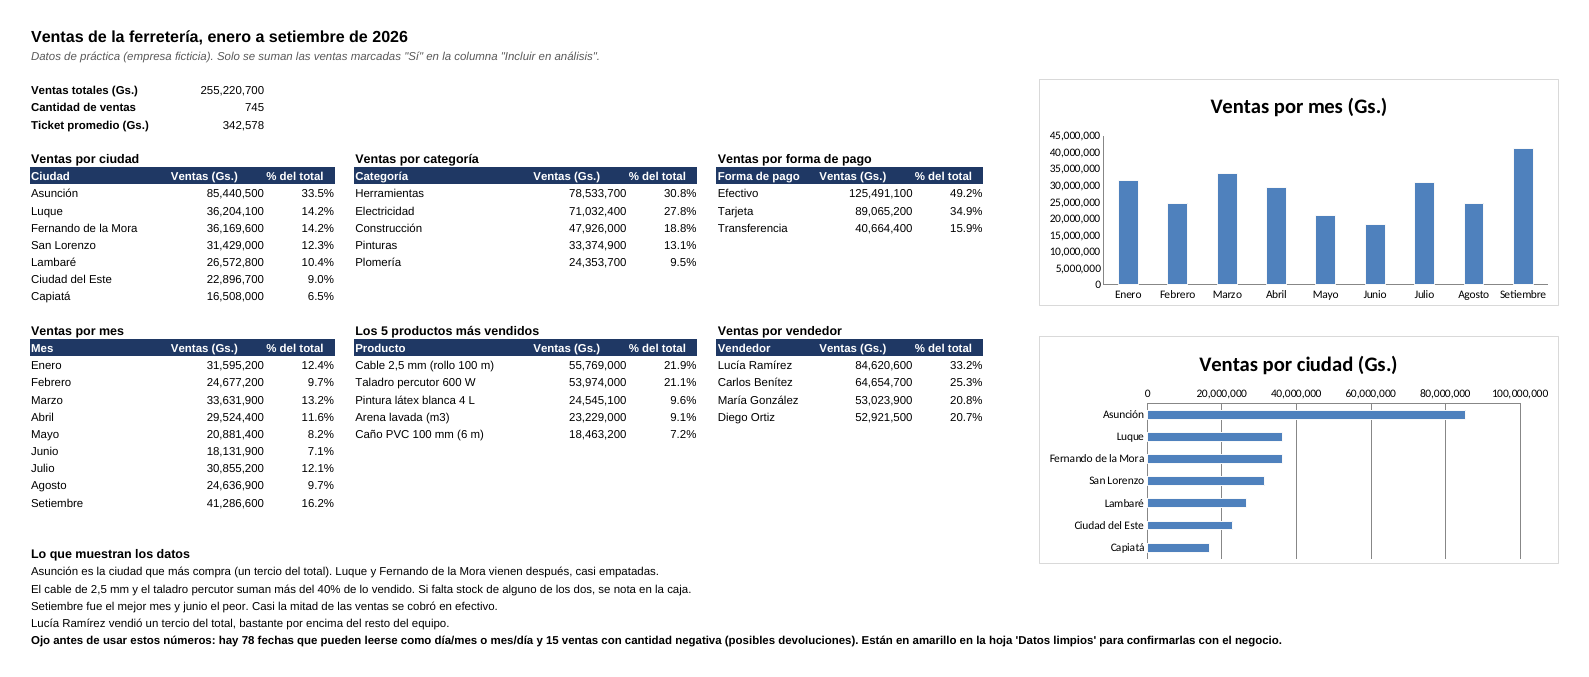 Ventas de la ferretería, enero a setiembre de 2026
Datos de práctica (empresa ficticia). Solo se suman las ventas marcadas "Sí" en la columna "Incluir en análisis".
Ventas totales (Gs.) 255,220,700
Cantidad de ventas 745
Ticket promedio (Gs.) 342,578
Ventas por ciudad
Ciudad Ventas (Gs.) % del total
Asunción 85,440,500 33.5%
Luque 36,204,100 14.2%
Fernando de la Mora 36,169,600 14.2%
San Lorenzo 31,429,000 12.3%
Lambaré 26,572,800 10.4%
Ciudad del Este 22,896,700 9.0%
Capiatá 16,508,000 6.5%
Ventas por categoría
Categoría Ventas (Gs.) % del total
Herramientas 78,533,700 30.8%
Electricidad 71,032,400 27.8%
Construcción 47,926,000 18.8%
Pinturas 33,374,900 13.1%
Plomería 24,353,700 9.5%
Ventas por forma de pago
Forma de pago Ventas (Gs.) % del total
Efectivo 125,491,100 49.2%
Tarjeta 89,065,200 34.9%
Transferencia 40,664,400 15.9%
Ventas por mes
Mes Ventas (Gs.) % del total
Enero 31,595,200 12.4%
Febrero 24,677,200 9.7%
Marzo 33,631,900 13.2%
Abril 29,524,400 11.6%
Mayo 20,881,400 8.2%
Junio 18,131,900 7.1%
Julio 30,855,200 12.1%
Agosto 24,636,900 9.7%
Setiembre 41,286,600 16.2%
Los 5 productos más vendidos
Producto Ventas (Gs.) % del total
Cable 2,5 mm (rollo 100 m) 55,769,000 21.9%
Taladro percutor 600 W 53,974,000 21.1%
Pintura látex blanca 4 L 24,545,100 9.6%
Arena lavada (m3) 23,229,000 9.1%
Caño PVC 100 mm (6 m) 18,463,200 7.2%
Ventas por vendedor
Vendedor Ventas (Gs.) % del total
Lucía Ramírez 84,620,600 33.2%
Carlos Benítez 64,654,700 25.3%
María González 53,023,900 20.8%
Diego Ortiz 52,921,500 20.7%
Lo que muestran los datos
Asunción es la ciudad que más compra (un tercio del total). Luque y Fernando de la Mora vienen después, casi empatadas.
El cable de 2,5 mm y el taladro percutor suman más del 40% de lo vendido. Si falta stock de alguno de los dos, se nota en la caja.
Setiembre fue el mejor mes y junio el peor. Casi la mitad de las ventas se cobró en efectivo.
Lucía Ramírez vendió un tercio del total, bastante por encima del resto del equipo.
Ojo antes de usar estos números: hay 78 fechas que pueden leerse como día/mes o mes/día y 15 ventas con cantidad negativa (posibles devoluciones). Están en amarillo en la hoja 'Datos limpios' para confirmarlas con el negocio.
Ventas por mes (Gs.)
45,000,000
40,000,000
35,000,000
30,000,000
25,000,000
20,000,000
15,000,000
10,000,000
5,000,000
0
Enero Febrero Marzo Abril Mayo Junio Julio Agosto Setiembre
Ventas por ciudad (Gs.)
0 20,000,000 40,000,000 60,000,000 80,000,000 100,000,000
Asunción
Luque
Fernando de la Mora
San Lorenzo
Lambaré
Ciudad del Este
Capiatá